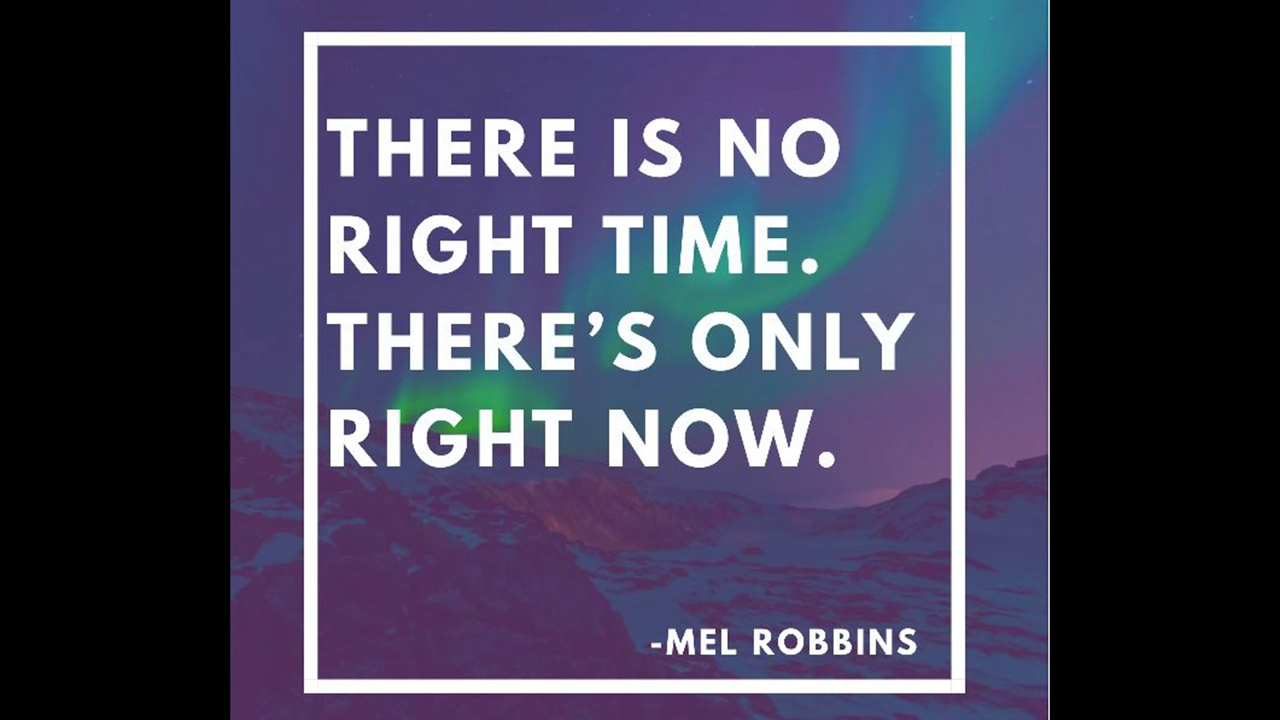 THERE IS NO
RIGHT TIME.
THERE’S ONLY
RIGHT NOW.
-MEL ROBBINS